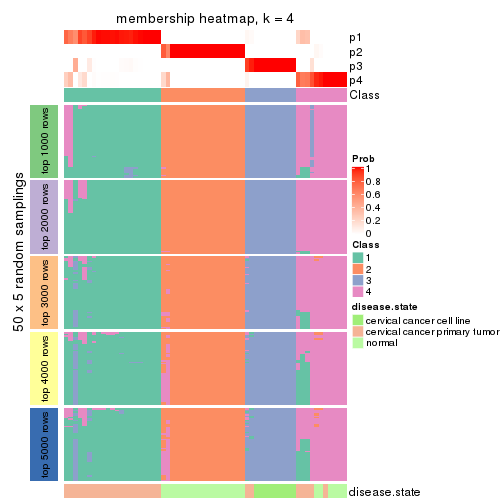 membership heatmap, k = 4
p1
p2
p3
p4
Class
50 x 5 random samplings
top 1000 rows
top 2000 rows
top 3000 rows
top 4000 rows
top 5000 rows
Prob
1
0.8
0.6
0.4
0.2
0
Class
1
2
3
4
disease.state
cervical cancer cell line
cervical cancer primary tumor
normal
disease.state